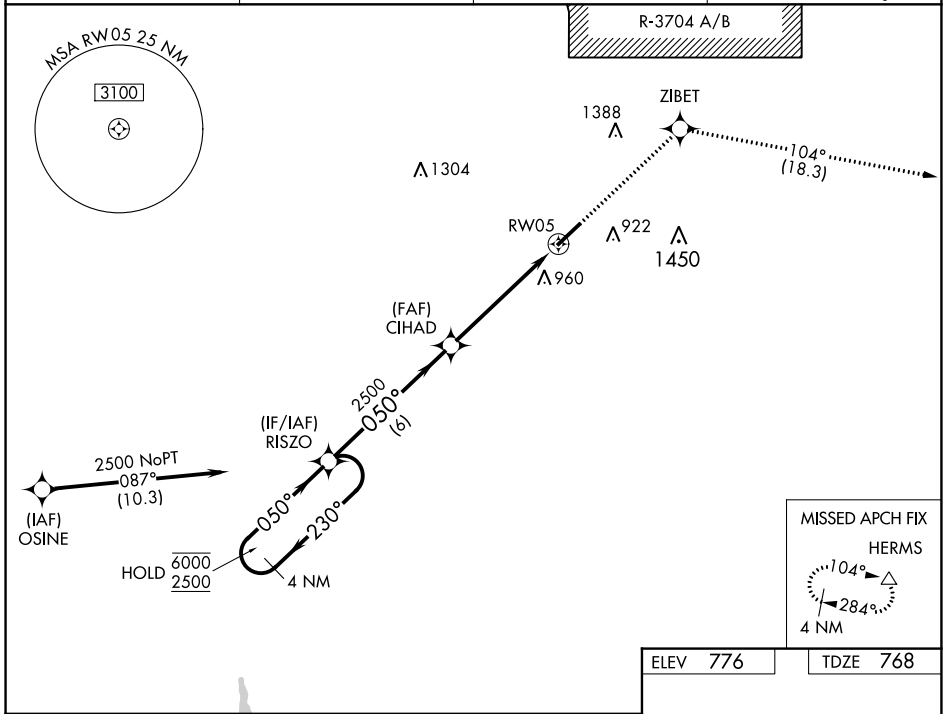 R-3704 A/B
MSA RW05 25 NM
3100
ZIBET
1388
1304
104°
(18.3)
RW05
922
1450
960
(FAF)
CIHAD
2500
050°
(6)
(IF/IAF)
RISZO
2500 NoPT
087°
(10.3)
(IAF)
OSINE
050°
230°
HOLD
6000
2500
4 NM
MISSED APCH FIX
HERMS
104°
284°
4 NM
ELEV 776
TDZE 768